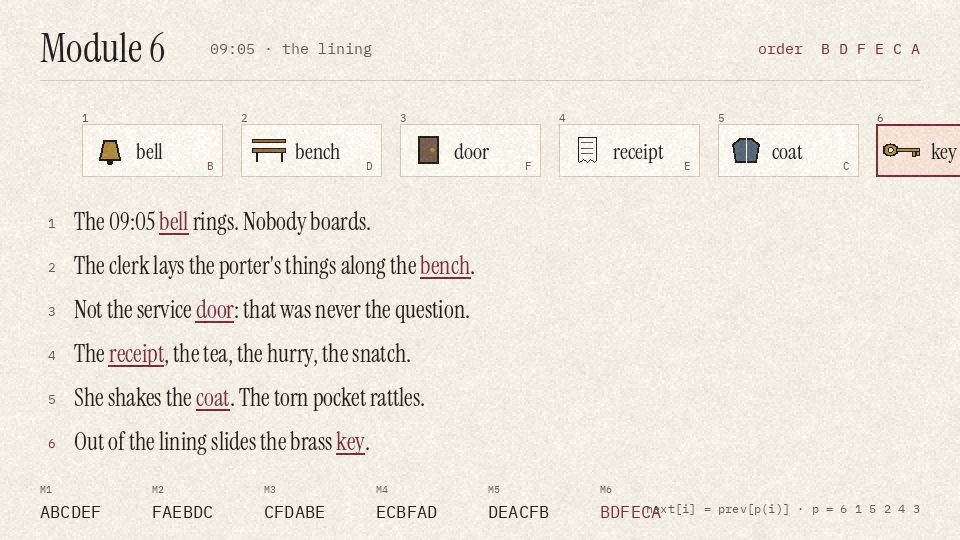 Module 6 09:05 · the lining order B D F E C A
1 2 3 4 5 6
bell B bench D door F receipt E coat C key
1 The 09:05 bell rings. Nobody boards.
2 The clerk lays the porter's things along the bench.
3 Not the service door: that was never the question.
4 The receipt, the tea, the hurry, the snatch.
5 She shakes the coat. The torn pocket rattles.
6 Out of the lining slides the brass key.
M1 M2 M3 M4 M5 M6
ABCDEF FAEBDC CFDABE ECBFAD DEACFB BDFECA next[i] = prev[p(i)] · p = 6 1 5 2 4 3